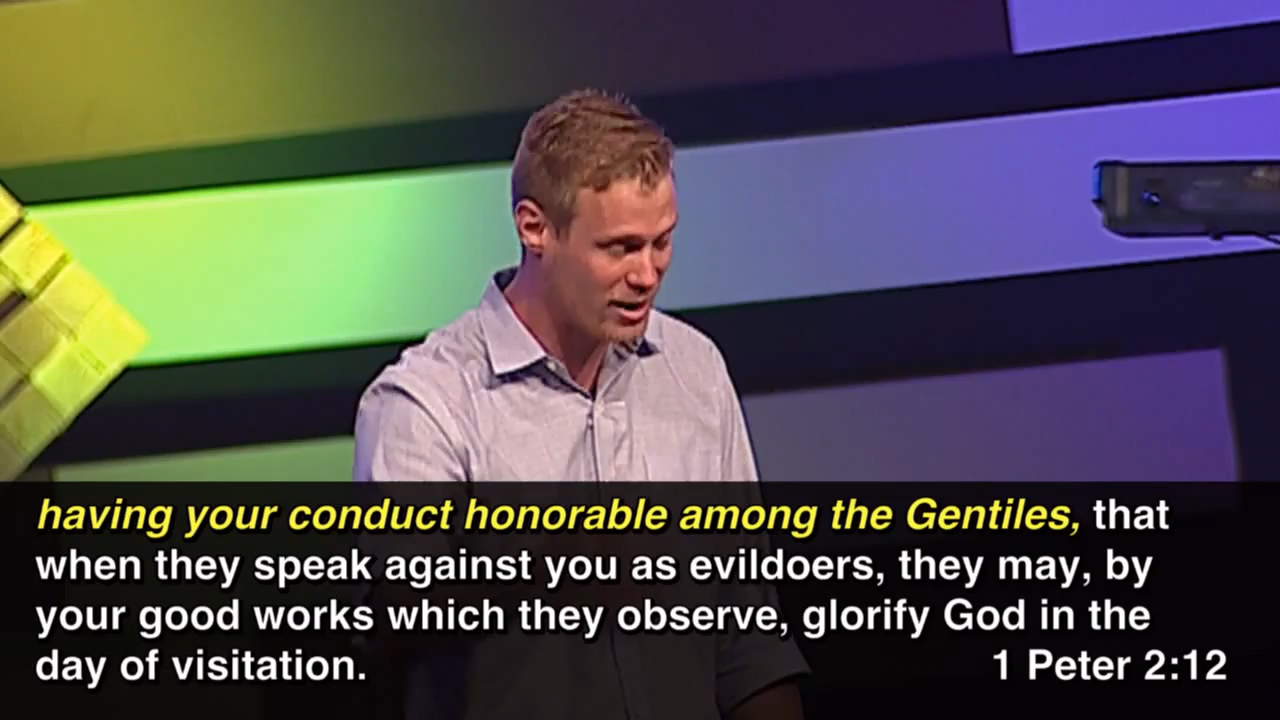 having your conduct honorable among the Gentiles, that
when they speak against you as evildoers, they may, by
your good works which they observe, glorify God in the
day of visitation.
1 Peter 2:12